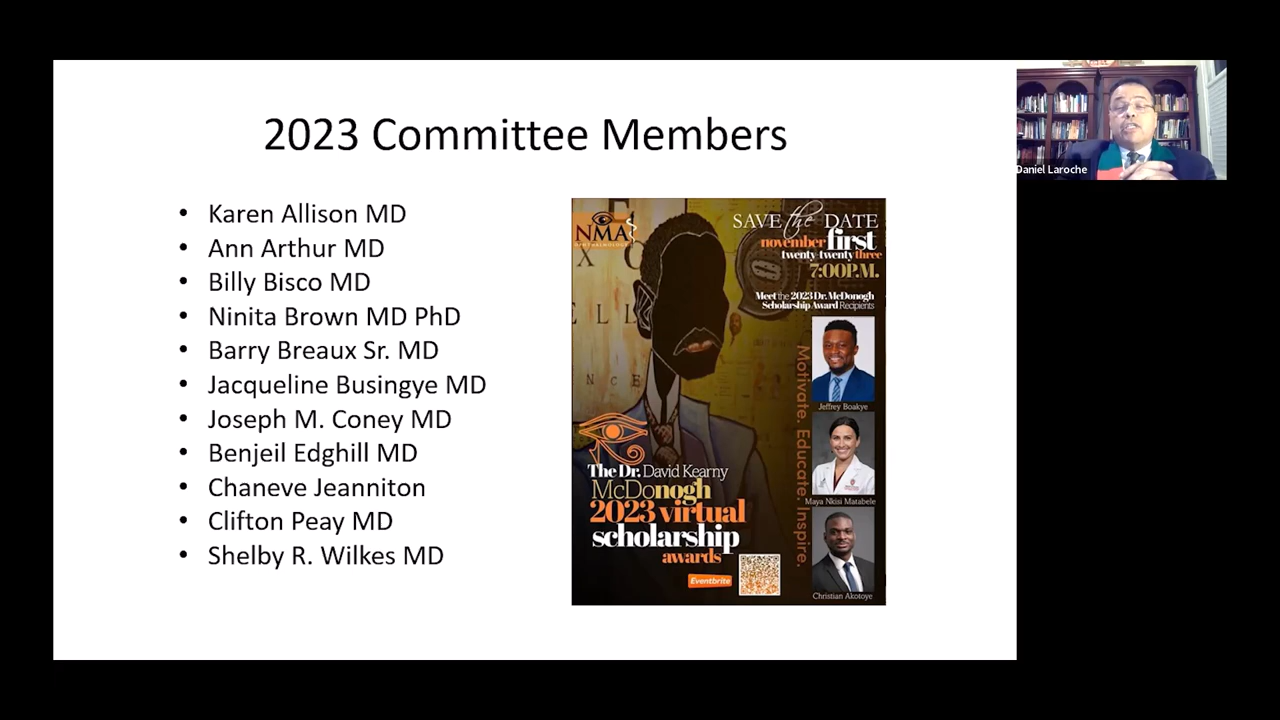 2023 Committee Members
• Karen Allison MD
• Ann Arthur MD
• Billy Bisco MD
• Ninita Brown MD PhD
• Barry Breaux Sr. MD
• Jacqueline Busingye MD
• Joseph M. Coney MD
• Benjeil Edghill MD
• Chaneve Jeanniton
• Clifton Peay MD
• Shelby R. Wilkes MD
NMA
OPHTHALMOLOGY
SAVE the DATE
november first
twenty-twenty three
7:00P.M.
Meet the 2023 Dr. McDonogh
Scholarship Award Recipients
Jeffrey Boakye
Maya Nkisi Matabele
Christian Akotoye
Motivate. Educate. Inspire.
The Dr. David Kearny
McDonogh
2023 virtual
scholarship
awards
Eventbrite
Daniel Laroche